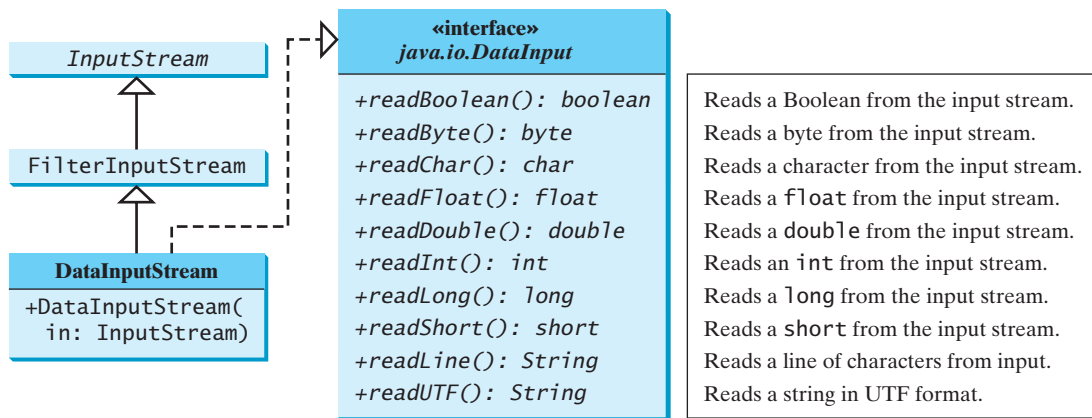 InputStream
FilterInputStream
DataInputStream
+DataInputStream(
in: InputStream)
«interface»
java.io.DataInput
+readBoolean(): boolean
+readByte(): byte
+readChar(): char
+readFloat(): float
+readDouble(): double
+readInt(): int
+readLong(): long
+readShort(): short
+readLine(): String
+readUTF(): String
Reads a Boolean from the input stream.
Reads a byte from the input stream.
Reads a character from the input stream.
Reads a float from the input stream.
Reads a double from the input stream.
Reads an int from the input stream.
Reads a long from the input stream.
Reads a short from the input stream.
Reads a line of characters from input.
Reads a string in UTF format.